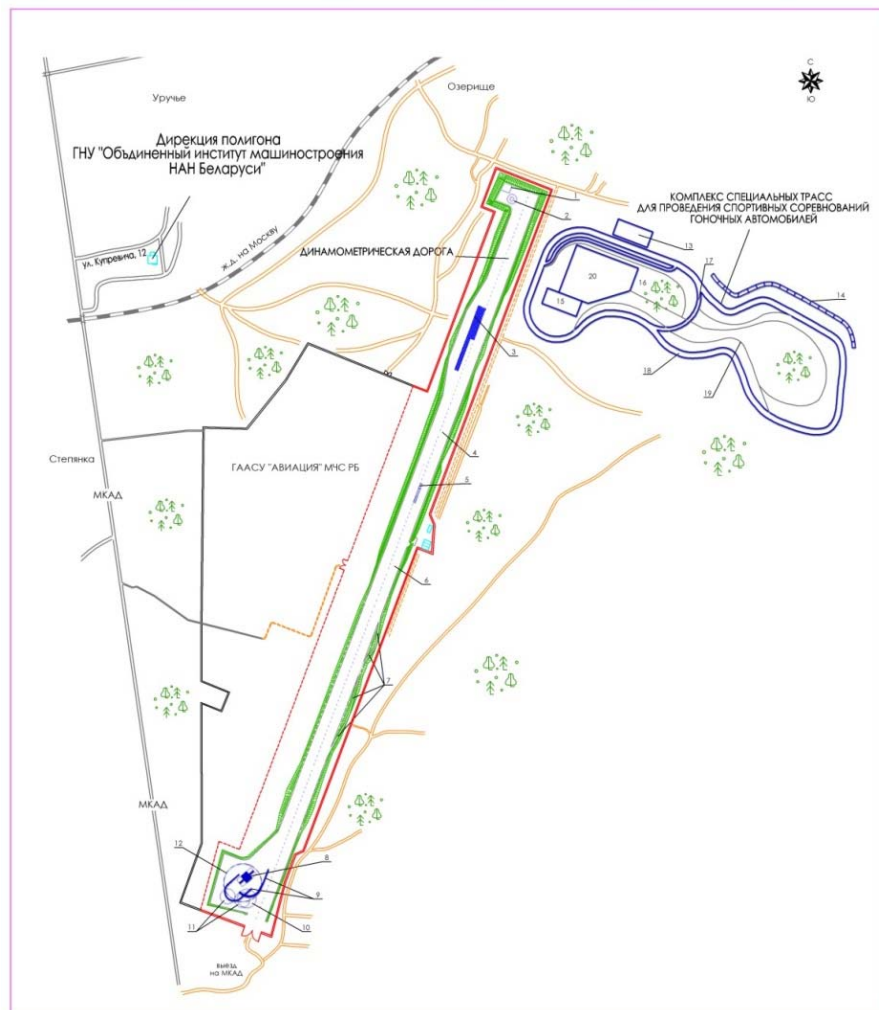 С
Ю
Уручье
Озерище
Дирекция полигона
ГНУ "Объдиненный институт машиностроения
НАН Беларуси"
ул. Купревича, 12
ж.д. на Москву
ДИНАМОМЕТРИЧЕСКАЯ ДОРОГА
КОМПЛЕКС СПЕЦИАЛЬНЫХ ТРАСС
ДЛЯ ПРОВЕДЕНИЯ СПОРТИВНЫХ СОРЕВНОВАНИЙ
ГОНОЧНЫХ АВТОМОБИЛЕЙ
1
2
13
17
14
20
16
15
3
18
19
4
Степянка
ГААСУ "АВИАЦИЯ" МЧС РБ
МКАД
5
6
7
МКАД
12
8
9
11
10
выезд
на МКАД